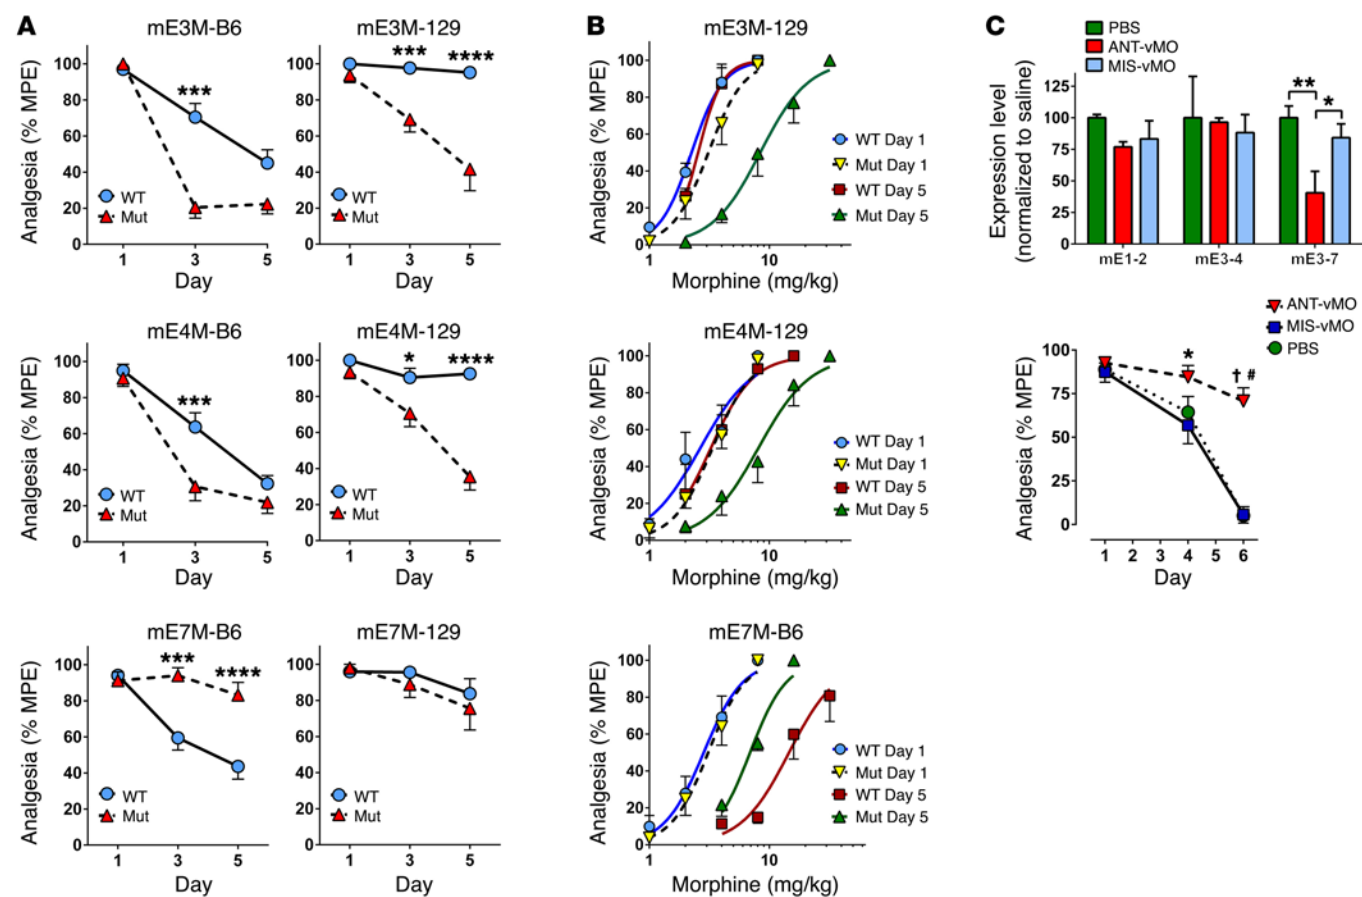 A
mE3M-B6
mE3M-129
Analgesia (% MPE)
100
80
60
40
20
0
***
WT
Mut
1
3
5
Day
100
80
60
40
20
0
***
****
WT
Mut
1
3
5
Day
mE4M-B6
mE4M-129
Analgesia (% MPE)
100
80
60
40
20
0
***
WT
Mut
1
3
5
Day
100
80
60
40
20
0
*
****
WT
Mut
1
3
5
Day
mE7M-B6
mE7M-129
Analgesia (% MPE)
100
80
60
40
20
0
***
****
WT
Mut
1
3
5
Day
100
80
60
40
20
0
WT
Mut
1
3
5
Day
B
mE3M-129
Analgesia (% MPE)
100
80
60
40
20
0
WT Day 1
Mut Day 1
WT Day 5
Mut Day 5
1
10
Morphine (mg/kg)
mE4M-129
Analgesia (% MPE)
100
80
60
40
20
0
WT Day 1
Mut Day 1
WT Day 5
Mut Day 5
1
10
Morphine (mg/kg)
mE7M-B6
Analgesia (% MPE)
100
80
60
40
20
0
WT Day 1
Mut Day 1
WT Day 5
Mut Day 5
1
10
Morphine (mg/kg)
C
PBS
ANT-vMO
MIS-vMO
Expression level
(normalized to saline)
125
100
75
50
25
0
**
*
mE1-2
mE3-4
mE3-7
ANT-vMO
MIS-vMO
PBS
Analgesia (% MPE)
100
75
50
25
0
*
† #
1
2
3
4
5
6
Day